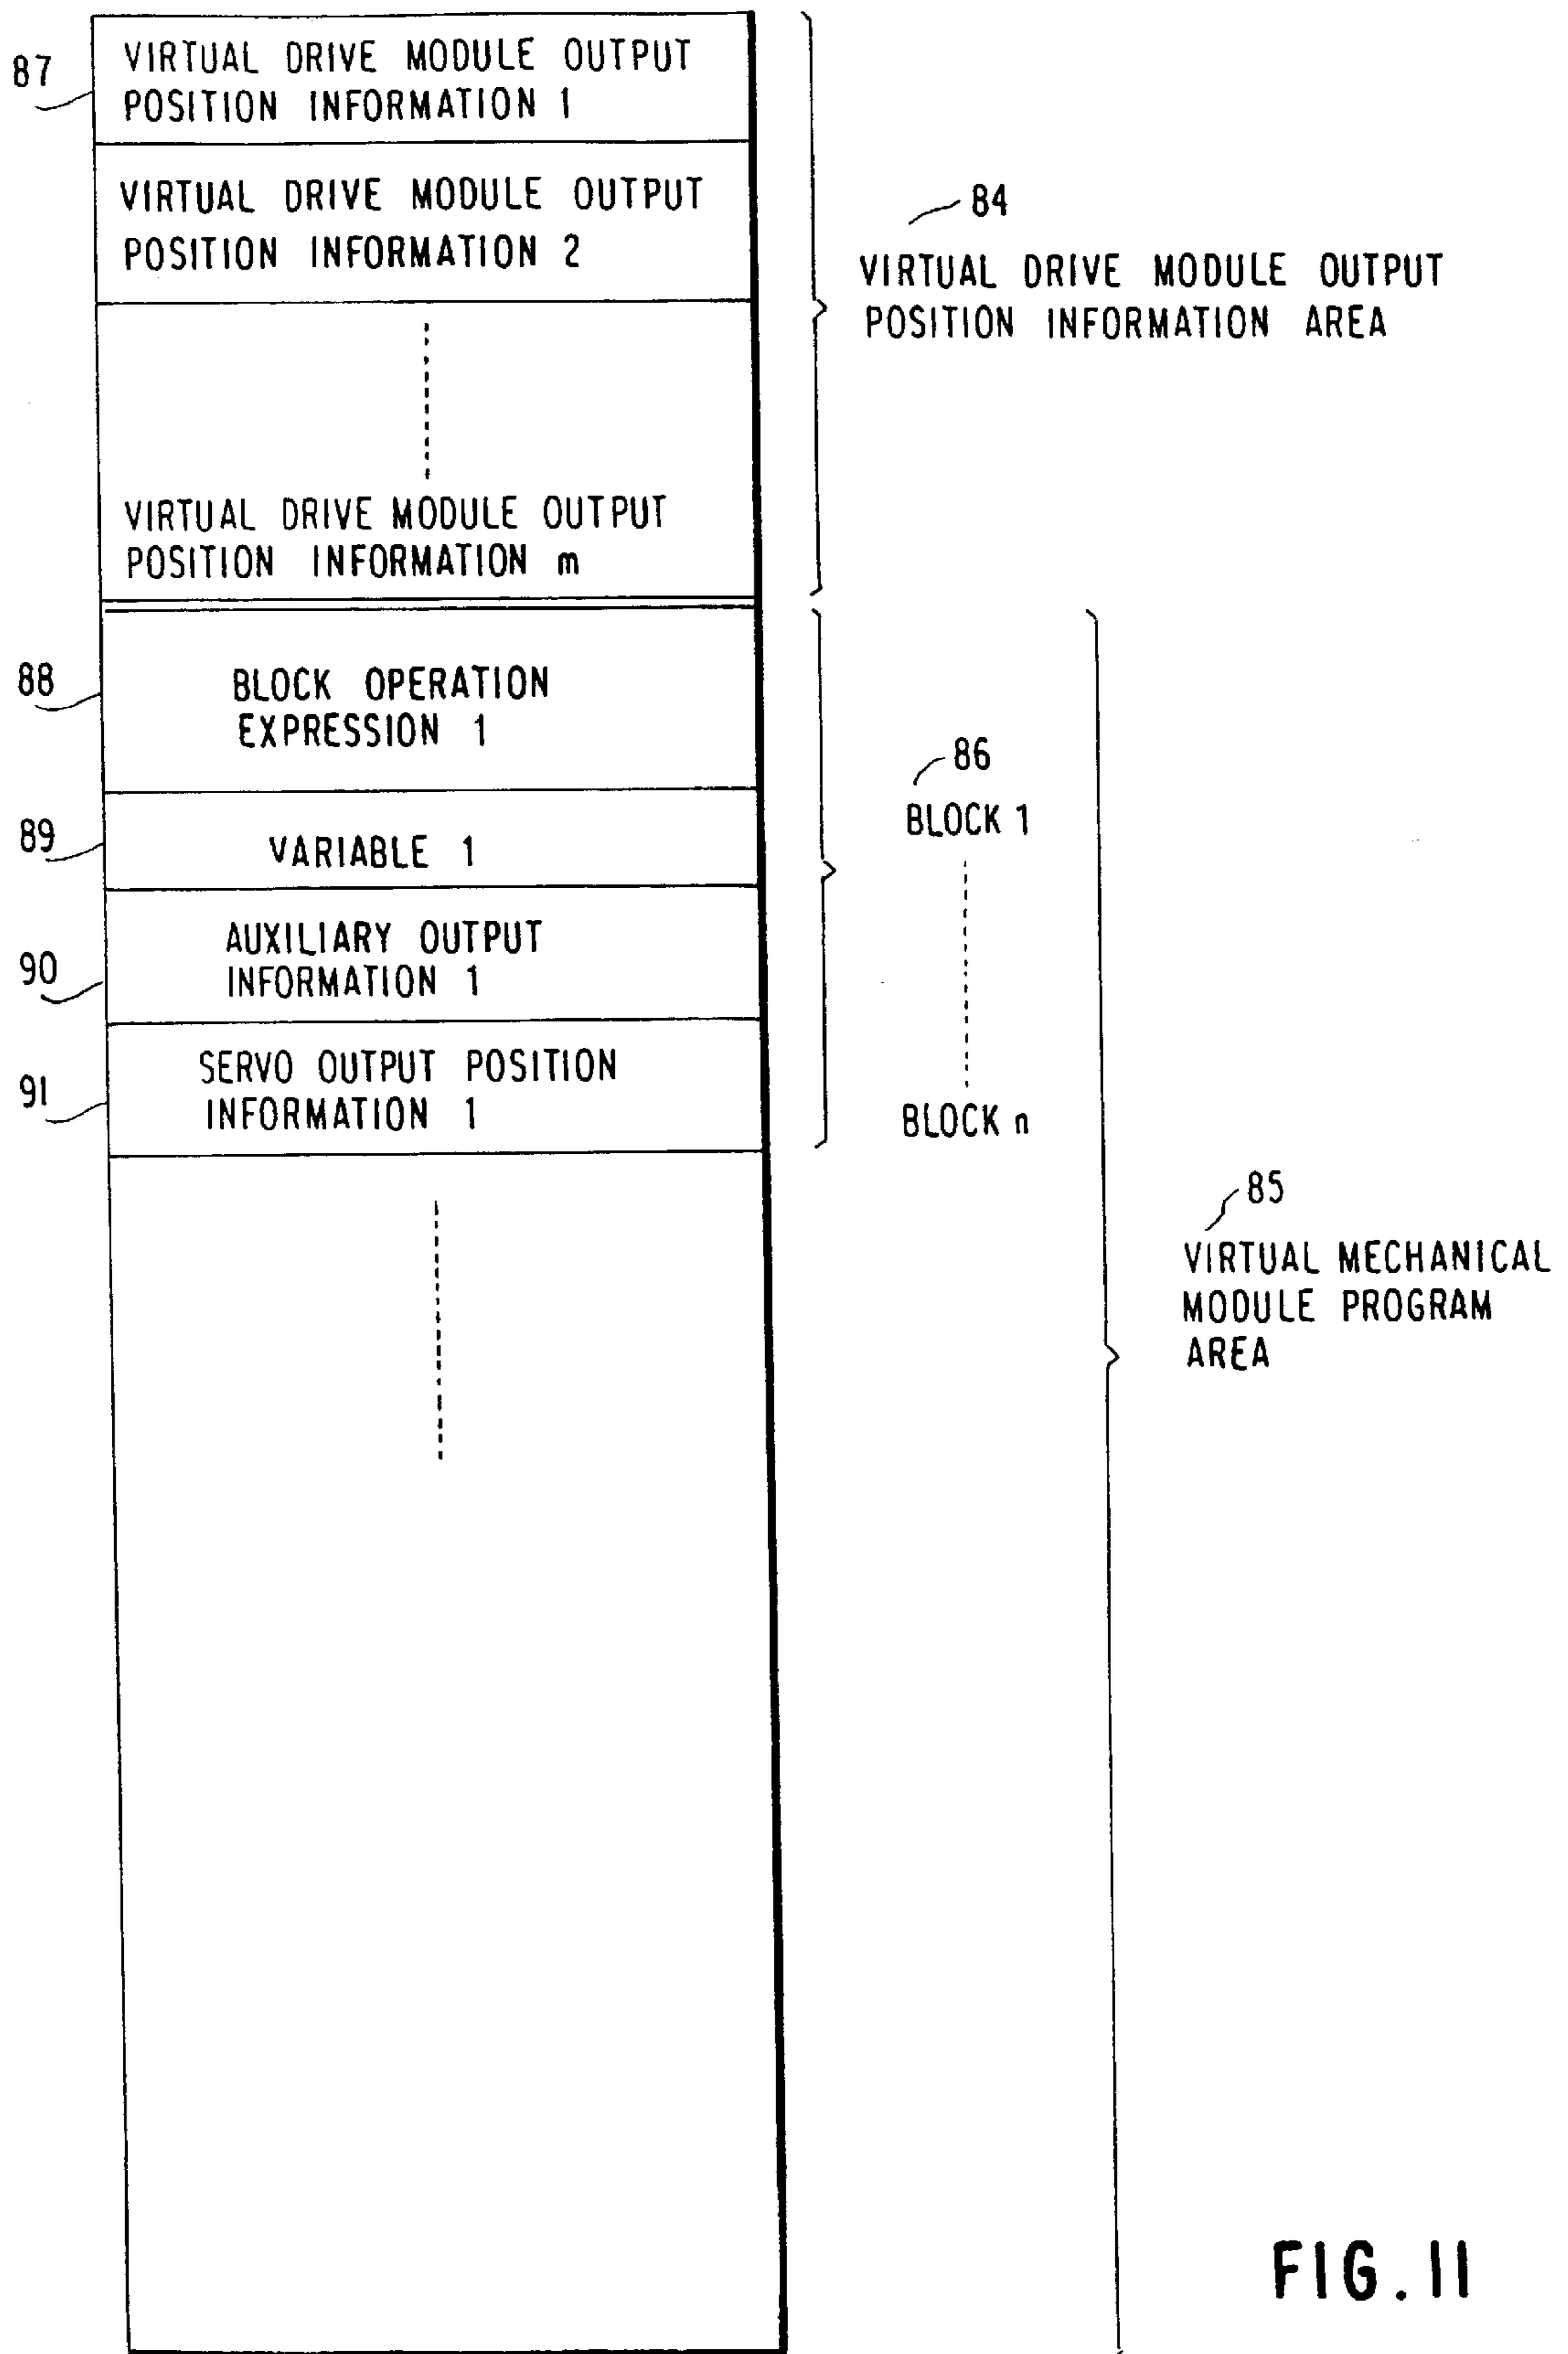 87
VIRTUAL DRIVE MODULE OUTPUT
POSITION INFORMATION 1
VIRTUAL DRIVE MODULE OUTPUT
POSITION INFORMATION 2
84
VIRTUAL DRIVE MODULE OUTPUT
POSITION INFORMATION AREA
VIRTUAL DRIVE MODULE OUTPUT
POSITION INFORMATION m
88
BLOCK OPERATION
EXPRESSION 1
89
VARIABLE 1
90
AUXILIARY OUTPUT
INFORMATION 1
91
SERVO OUTPUT POSITION
INFORMATION 1
86
BLOCK 1
BLOCK n
85
VIRTUAL MECHANICAL
MODULE PROGRAM
AREA
FIG. 11